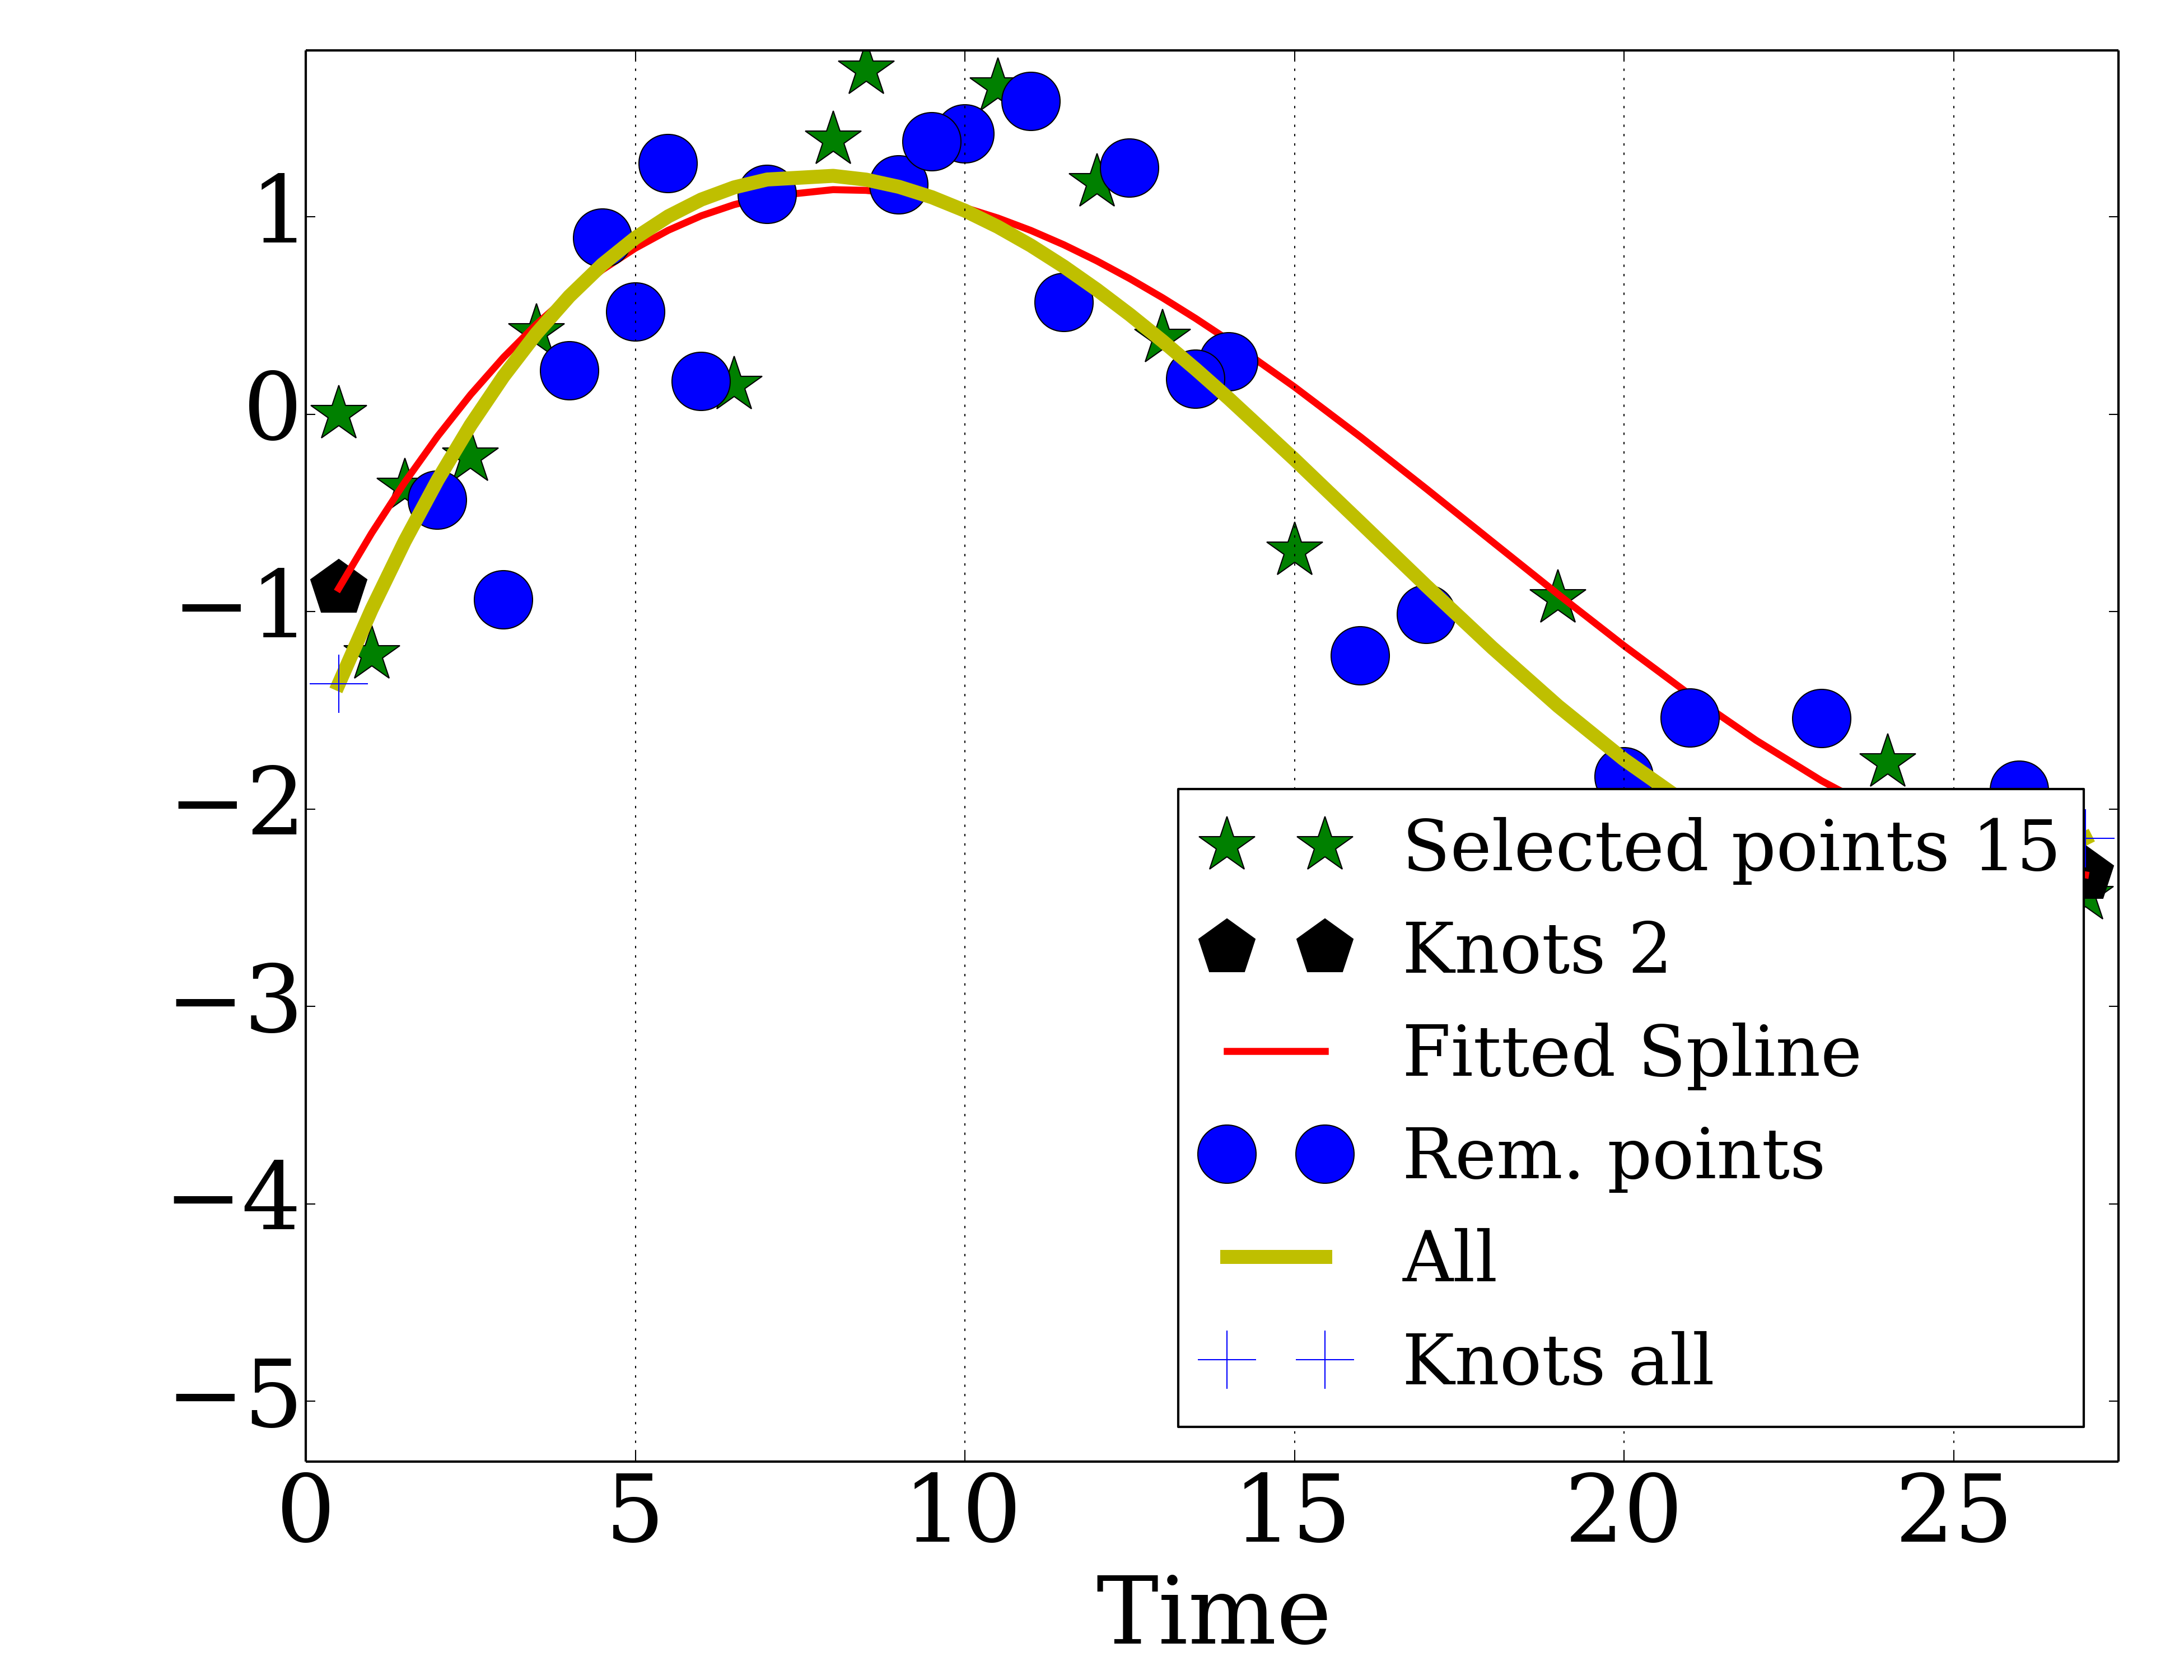 1
0
−1
−2
−3
−4
−5
Selected points 15
Knots 2
Fitted Spline
Rem. points
All
Knots all
0 5 10 15 20 25
Time